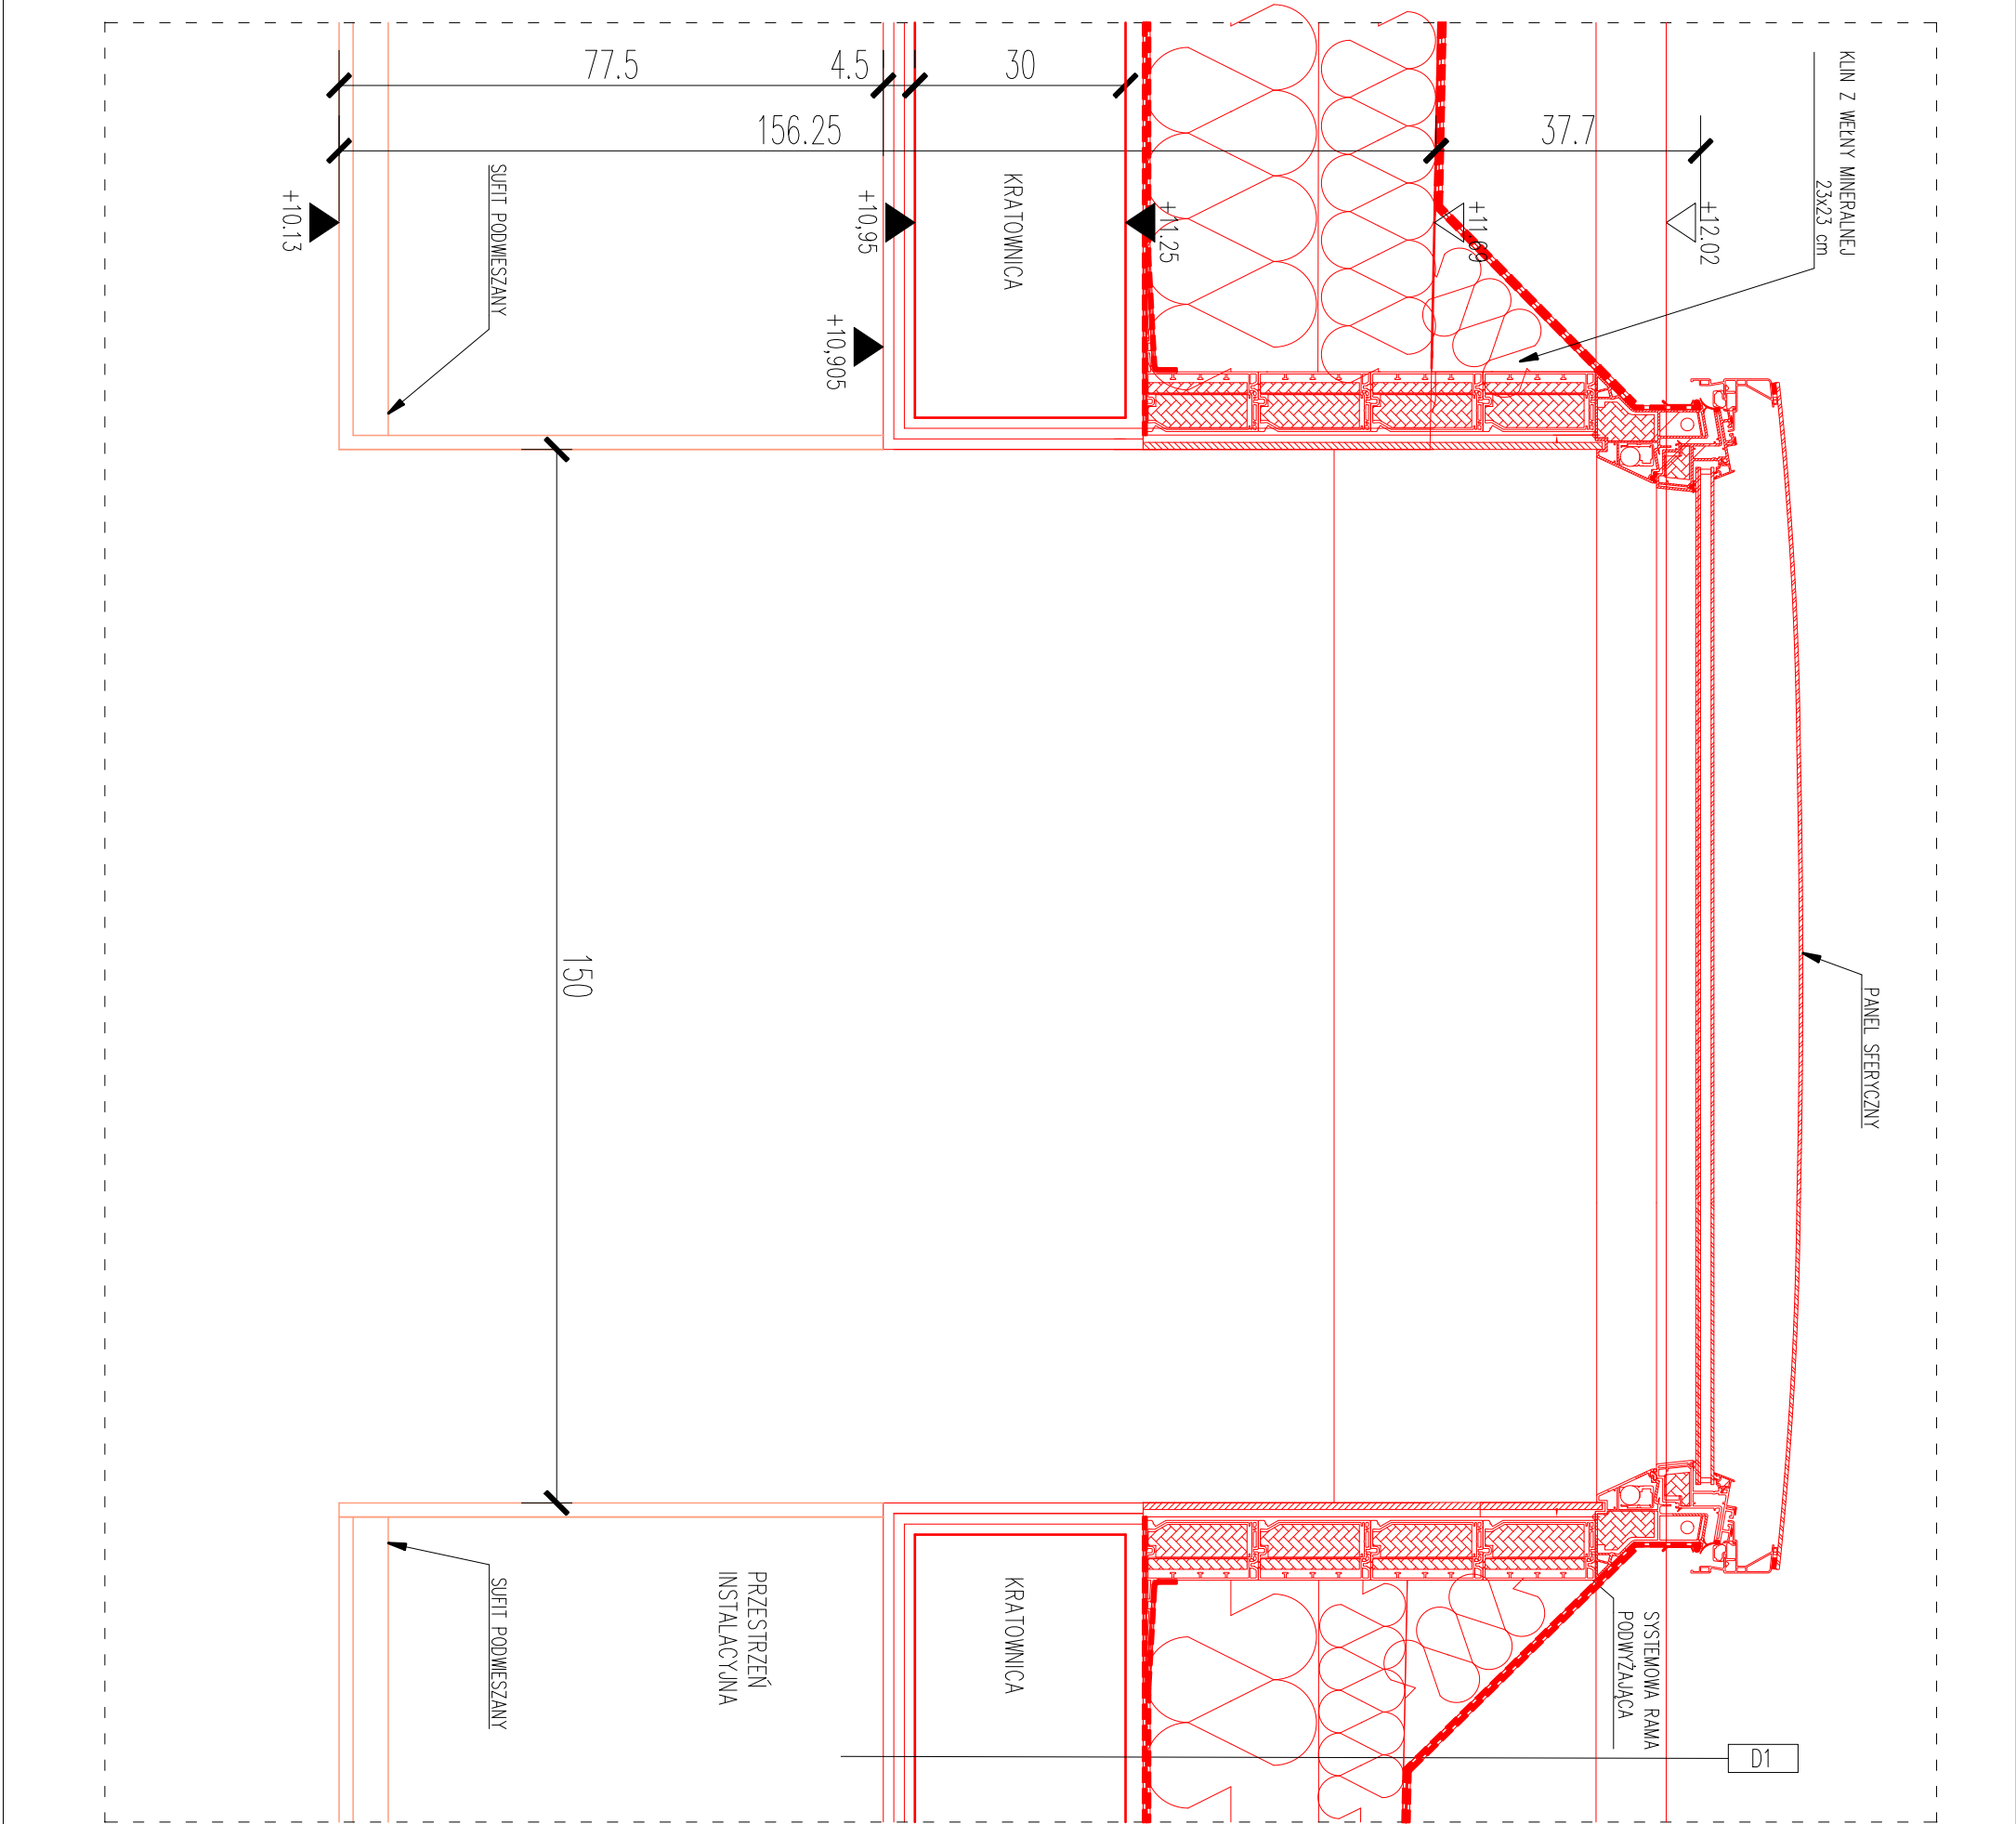 KLIN Z WEŁNY MINERALNEJ
23x23 cm
+12.02
37.7
+11.69
+11.25
30
KRATOWNICA
4.5
+10,95
156.25
+10,905
77.5
SUFIT PODWIESZANY
+10.13
PANEL SFERYCZNY
150
SYSTEMOWA RAMA
PODWYŻAJĄCA
D1
KRATOWNICA
PRZESTRZEŃ
INSTALACYJNA
SUFIT PODWIESZANY